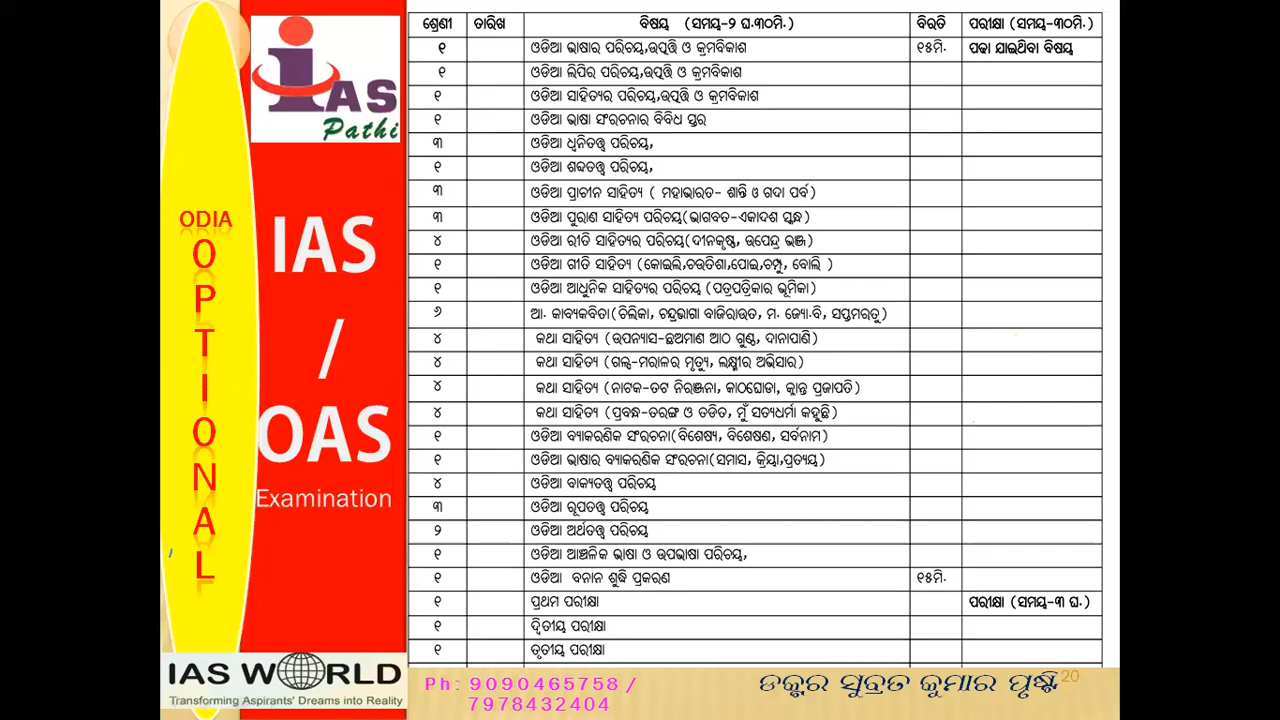 ODIA
OPTIONAL
iAS
Pathi
IAS
/
OAS
Examination
IAS WORLD
Transforming Aspirants' Dreams into Reality
ଶ୍ରେଣୀ ତାରିଖ ବିଷୟ (ସମୟ-୨ ଘ.୩୦ମି.) ବିରତି ପରୀକ୍ଷା (ସମୟ-୩୦ମି.)
୧ ଓଡିଆ ଭାଷାର ପରିଚୟ,ଉତ୍ପତ୍ତି ଓ କ୍ରମବିକାଶ ୧୫ମି. ପଢା ଯାଇଥିବା ବିଷୟ
୧ ଓଡିଆ ଲିପିର ପରିଚୟ,ଉତ୍ପତ୍ତି ଓ କ୍ରମବିକାଶ
୧ ଓଡିଆ ସାହିତ୍ୟର ପରିଚୟ,ଉତ୍ପତ୍ତି ଓ କ୍ରମବିକାଶ
୧ ଓଡିଆ ଭାଷା ସଂରଚନାର ବିବିଧ ସ୍ତର
୩ ଓଡିଆ ଧ୍ୱନିତତ୍ତ୍ୱ ପରିଚୟ,
୧ ଓଡିଆ ଶବ୍ଦତତ୍ତ୍ୱ ପରିଚୟ,
୩ ଓଡିଆ ପ୍ରାଚୀନ ସାହିତ୍ୟ ( ମହାଭାରତ- ଶାନ୍ତି ଓ ଗଦା ପର୍ବ)
୩ ଓଡିଆ ପୁରାଣ ସାହିତ୍ୟ ପରିଚୟ(ଭାଗବତ-ଏକାଦଶ ସ୍କନ୍ଧ)
୪ ଓଡିଆ ରୀତି ସାହିତ୍ୟର ପରିଚୟ(ଦୀନକୃଷ୍ଣ, ଉପେନ୍ଦ୍ର ଭଞ୍ଜ)
୧ ଓଡିଆ ଗୀତି ସାହିତ୍ୟ (କୋଇଲି,ଚଉତିଶା,ପୋଇ,ଚମ୍ପୁ, ବୋଲି )
୧ ଓଡିଆ ଆଧୁନିକ ସାହିତ୍ୟର ପରିଚୟ (ପତ୍ରପତ୍ରିକାର ଭୂମିକା)
୬ ଆ. କାବ୍ୟକବିତା(ଚିଲିକା, ଚନ୍ଦ୍ରଭାଗା ବାଜିରାଉତ, ମ. ଜ୍ୟୋ.ବି, ସପ୍ତମରତୁ)
୪ କଥା ସାହିତ୍ୟ (ଉପନ୍ୟାସ-ଛଅମାଣ ଆଠ ଗୁଣ୍ଠ, ଦାନାପାଣି)
୪ କଥା ସାହିତ୍ୟ (ଗଳ୍ପ-ମରାଳର ମୃତ୍ୟୁ, ଲକ୍ଷ୍ମୀର ଅଭିସାର)
୪ କଥା ସାହିତ୍ୟ (ନାଟକ-ତଟ ନିରଞ୍ଜନା, କାଠଘୋଡା, କ୍ଲାନ୍ତ ପ୍ରଜାପତି)
୪ କଥା ସାହିତ୍ୟ (ପ୍ରବନ୍ଧ-ତରଙ୍ଗ ଓ ତଡିତ, ମୁଁ ସତ୍ୟଧର୍ମା କହୁଛି)
୧ ଓଡିଆ ବ୍ୟାକରଣିକ ସଂରଚନା(ବିଶେଷ୍ୟ, ବିଶେଷଣ, ସର୍ବନାମ)
୧ ଓଡିଆ ଭାଷାର ବ୍ୟାକରଣିକ ସଂରଚନା(ସମାସ, କ୍ରିୟା,ପ୍ରତ୍ୟୟ)
୪ ଓଡିଆ ବାକ୍ୟତତ୍ତ୍ୱ ପରିଚୟ
୩ ଓଡିଆ ରୂପତତ୍ତ୍ୱ ପରିଚୟ
୨ ଓଡିଆ ଅର୍ଥତତ୍ତ୍ୱ ପରିଚୟ
୧ ଓଡିଆ ଆଞ୍ଚଳିକ ଭାଷା ଓ ଉପଭାଷା ପରିଚୟ,
୧ ଓଡିଆ ବନାନ ଶୁଦ୍ଧି ପ୍ରକରଣ ୧୫ମି.
୧ ପ୍ରଥମ ପରୀକ୍ଷା ପରୀକ୍ଷା (ସମୟ-୩ ଘ.)
୧ ଦ୍ୱିତୀୟ ପରୀକ୍ଷା
୧ ତୃତୀୟ ପରୀକ୍ଷା
Ph: 9090465758 /
7978432404
ଡକ୍ଟର ସୁବ୍ରତ କୁମାର ପୃଷ୍ଟି 20